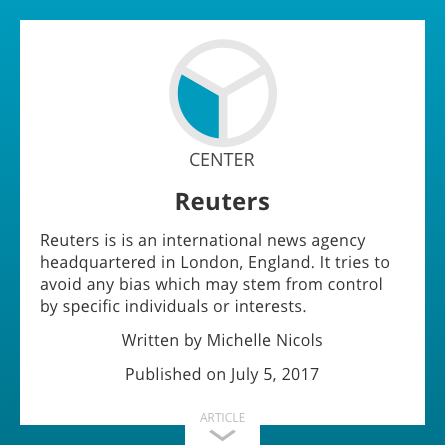 CENTER
Reuters
Reuters is is an international news agency
headquartered in London, England. It tries to
avoid any bias which may stem from control
by specific individuals or interests.
Written by Michelle Nicols
Published on July 5, 2017
ARTICLE